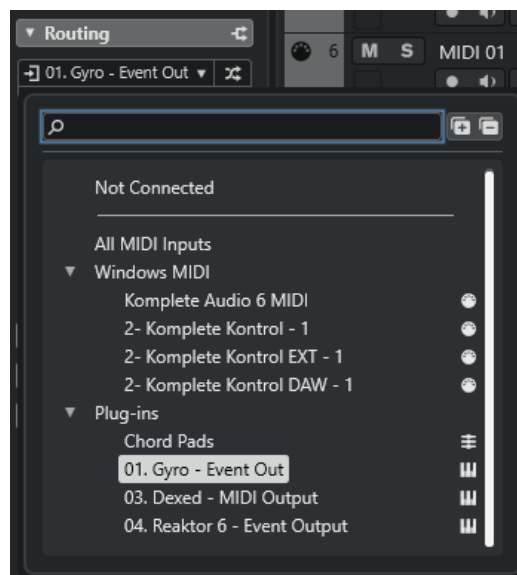 Routing
6 M S MIDI 01
01. Gyro - Event Out
Not Connected
All MIDI Inputs
Windows MIDI
Komplete Audio 6 MIDI
2- Komplete Kontrol - 1
2- Komplete Kontrol EXT - 1
2- Komplete Kontrol DAW - 1
Plug-ins
Chord Pads
01. Gyro - Event Out
03. Dexed - MIDI Output
04. Reaktor 6 - Event Output